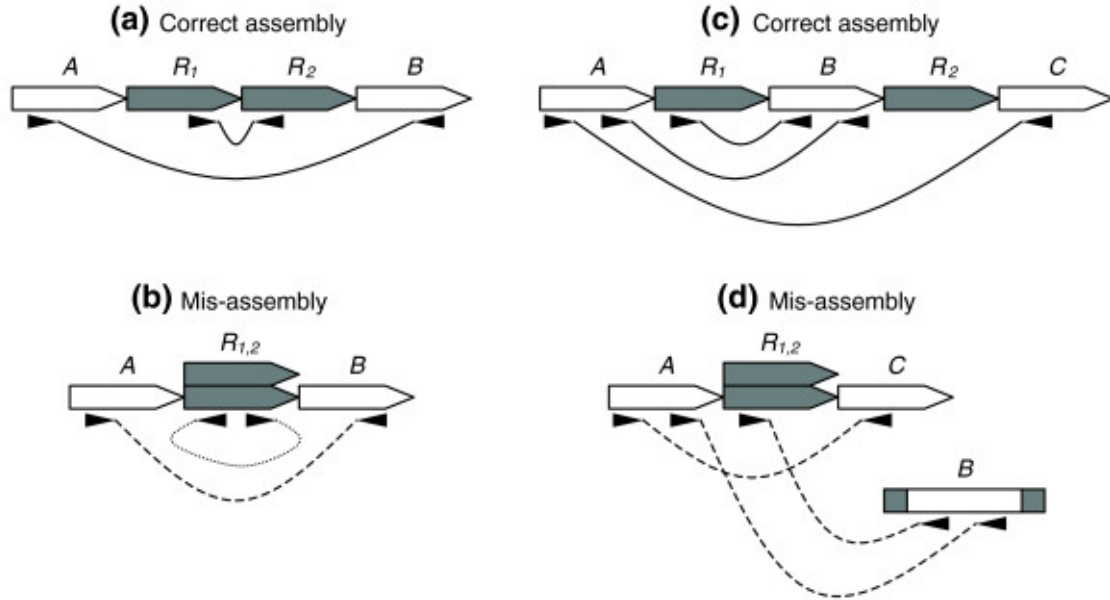 (a) Correct assembly
A R1 R2 B
(c) Correct assembly
A R1 B R2 C
(b) Mis-assembly
A R1,2 B
(d) Mis-assembly
A R1,2 C
B